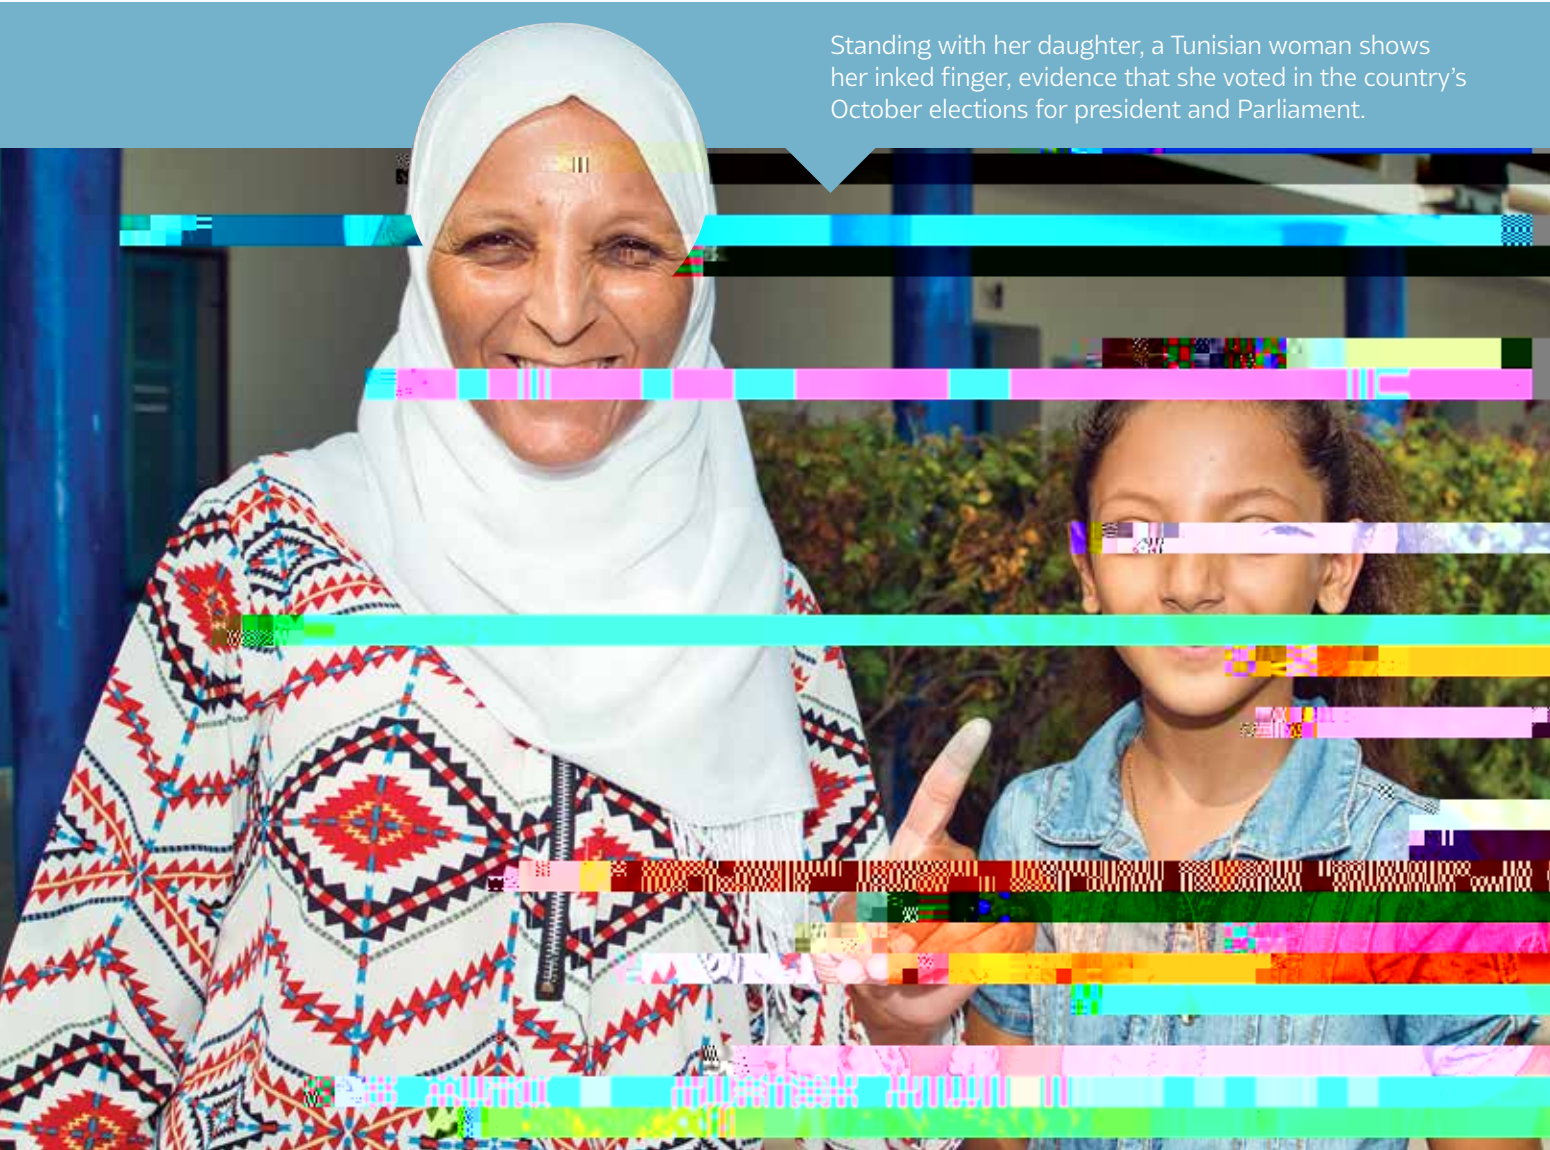 Standing with her daughter, a Tunisian woman shows
her inked finger, evidence that she voted in the country’s
October elections for president and Parliament.